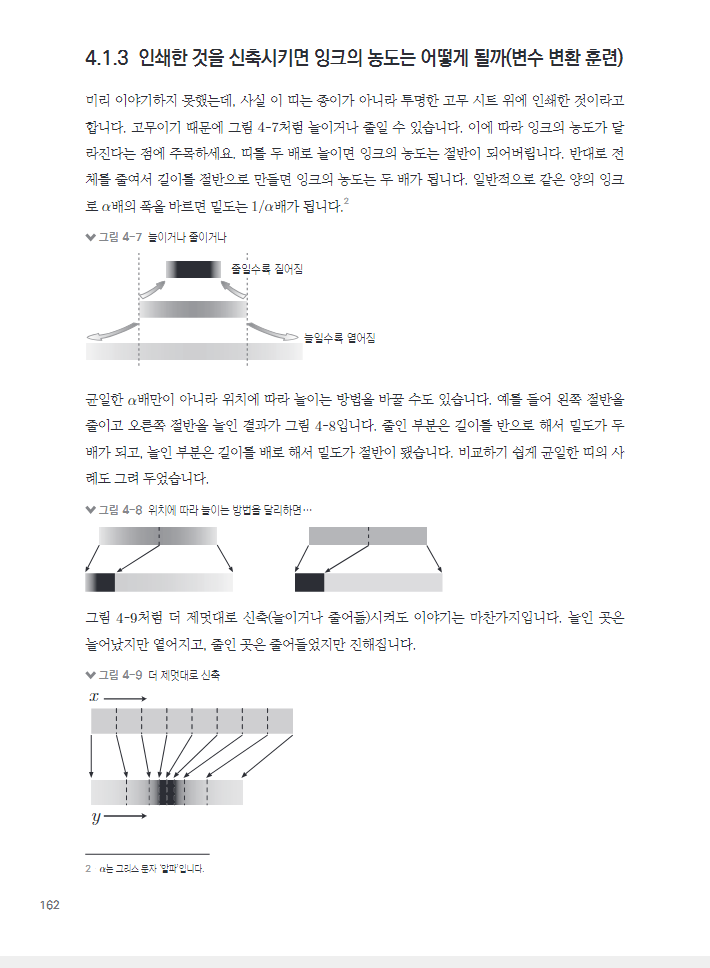 4.1.3 인쇄한 것을 신축시키면 잉크의 농도는 어떻게 될까(변수 변환 훈련)
미리 이야기하지 못했는데, 사실 이 띠는 종이가 아니라 투명한 고무 시트 위에 인쇄한 것이라고
합니다. 고무이기 때문에 그림 4-7처럼 늘이거나 줄일 수 있습니다. 이에 따라 잉크의 농도가 달
라진다는 점에 주목하세요. 띠를 두 배로 늘이면 잉크의 농도는 절반이 되어버립니다. 반대로 전
체를 줄여서 길이를 절반으로 만들면 잉크의 농도는 두 배가 됩니다. 일반적으로 같은 양의 잉크
로 α배의 폭을 바르면 밀도는 1/α배가 됩니다.2
그림 4-7 늘이거나 줄이거나
줄일수록 짙어짐
늘일수록 옅어짐
균일한 α배만이 아니라 위치에 따라 늘이는 방법을 바꿀 수도 있습니다. 예를 들어 왼쪽 절반을
줄이고 오른쪽 절반을 늘인 결과가 그림 4-8입니다. 줄인 부분은 길이를 반으로 해서 밀도가 두
배가 되고, 늘인 부분은 길이를 배로 해서 밀도가 절반이 됐습니다. 비교하기 쉽게 균일한 띠의 사
례도 그려 두었습니다.
그림 4-8 위치에 따라 늘이는 방법을 달리하면…
그림 4-9처럼 더 제멋대로 신축(늘이거나 줄어듦)시켜도 이야기는 마찬가지입니다. 늘인 곳은
늘어났지만 옅어지고, 줄인 곳은 줄어들었지만 진해집니다.
그림 4-9 더 제멋대로 신축
x
y
2 α는 그리스 문자 '알파'입니다.
162